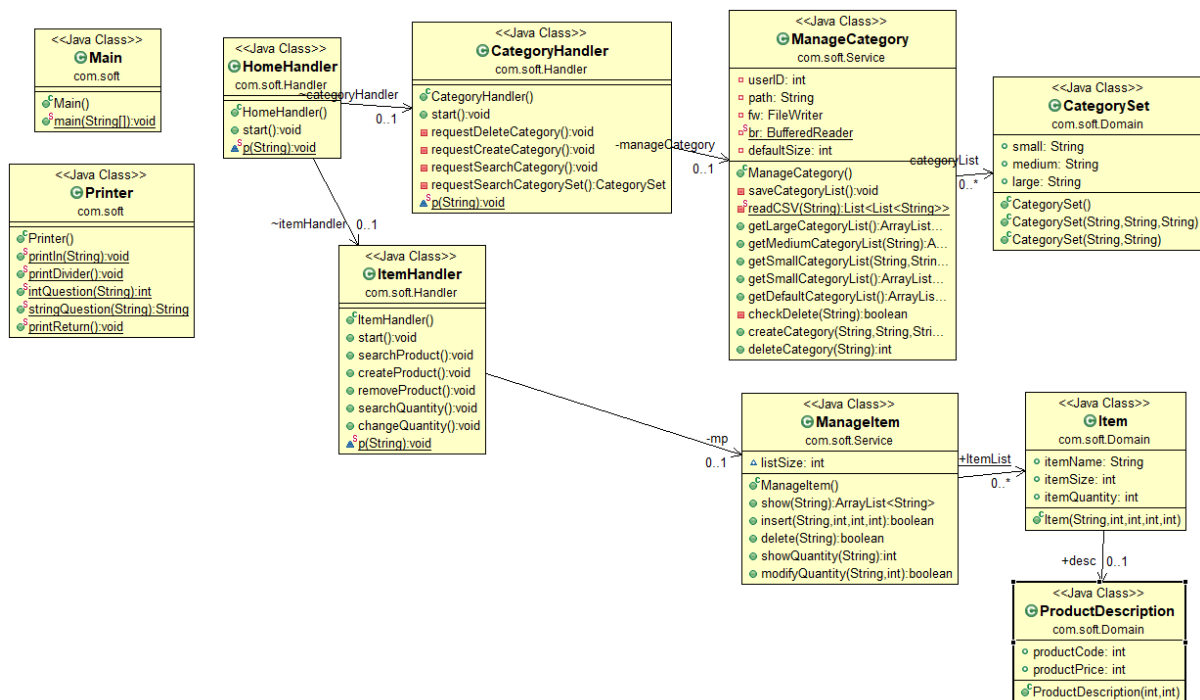 <<Java Class>>
Main
com.soft
Main()
main(String[]):void
<<Java Class>>
Printer
com.soft
Printer()
println(String):void
printDivider():void
intQuestion(String):int
stringQuestion(String):String
printReturn():void
<<Java Class>>
HomeHandler
com.soft.Handler
HomeHandler()
start():void
p(String):void
~categoryHandler
0..1
~itemHandler
0..1
<<Java Class>>
CategoryHandler
com.soft.Handler
CategoryHandler()
start():void
requestDeleteCategory():void
requestCreateCategory():void
requestSearchCategory():void
requestSearchCategorySet():CategorySet
p(String):void
-manageCategory
0..1
<<Java Class>>
ItemHandler
com.soft.Handler
ItemHandler()
start():void
searchProduct():void
createProduct():void
removeProduct():void
searchQuantity():void
changeQuantity():void
p(String):void
-mp
0..1
<<Java Class>>
ManageCategory
com.soft.Service
userID: int
path: String
fw: FileWriter
br: BufferedReader
defaultSize: int
ManageCategory()
saveCategoryList():void
readCSV(String):List<List<String>>
getLargeCategoryList():ArrayList...
getMediumCategoryList(String):A...
getSmallCategoryList(String,Strin...
getSmallCategoryList():ArrayList...
getDefaultCategoryList():ArrayLis...
checkDelete(String):boolean
createCategory(String,String,Stri...
deleteCategory(String):int
categoryList
0..*
<<Java Class>>
CategorySet
com.soft.Domain
small: String
medium: String
large: String
CategorySet()
CategorySet(String,String,String)
CategorySet(String,String)
<<Java Class>>
ManageItem
com.soft.Service
listSize: int
ManageItem()
show(String):ArrayList<String>
insert(String,int,int,int):boolean
delete(String):boolean
showQuantity(String):int
modifyQuantity(String,int):boolean
+ItemList
0..*
<<Java Class>>
Item
com.soft.Domain
itemName: String
itemSize: int
itemQuantity: int
Item(String,int,int,int,int)
+desc
0..1
<<Java Class>>
ProductDescription
com.soft.Domain
productCode: int
productPrice: int
ProductDescription(int,int)